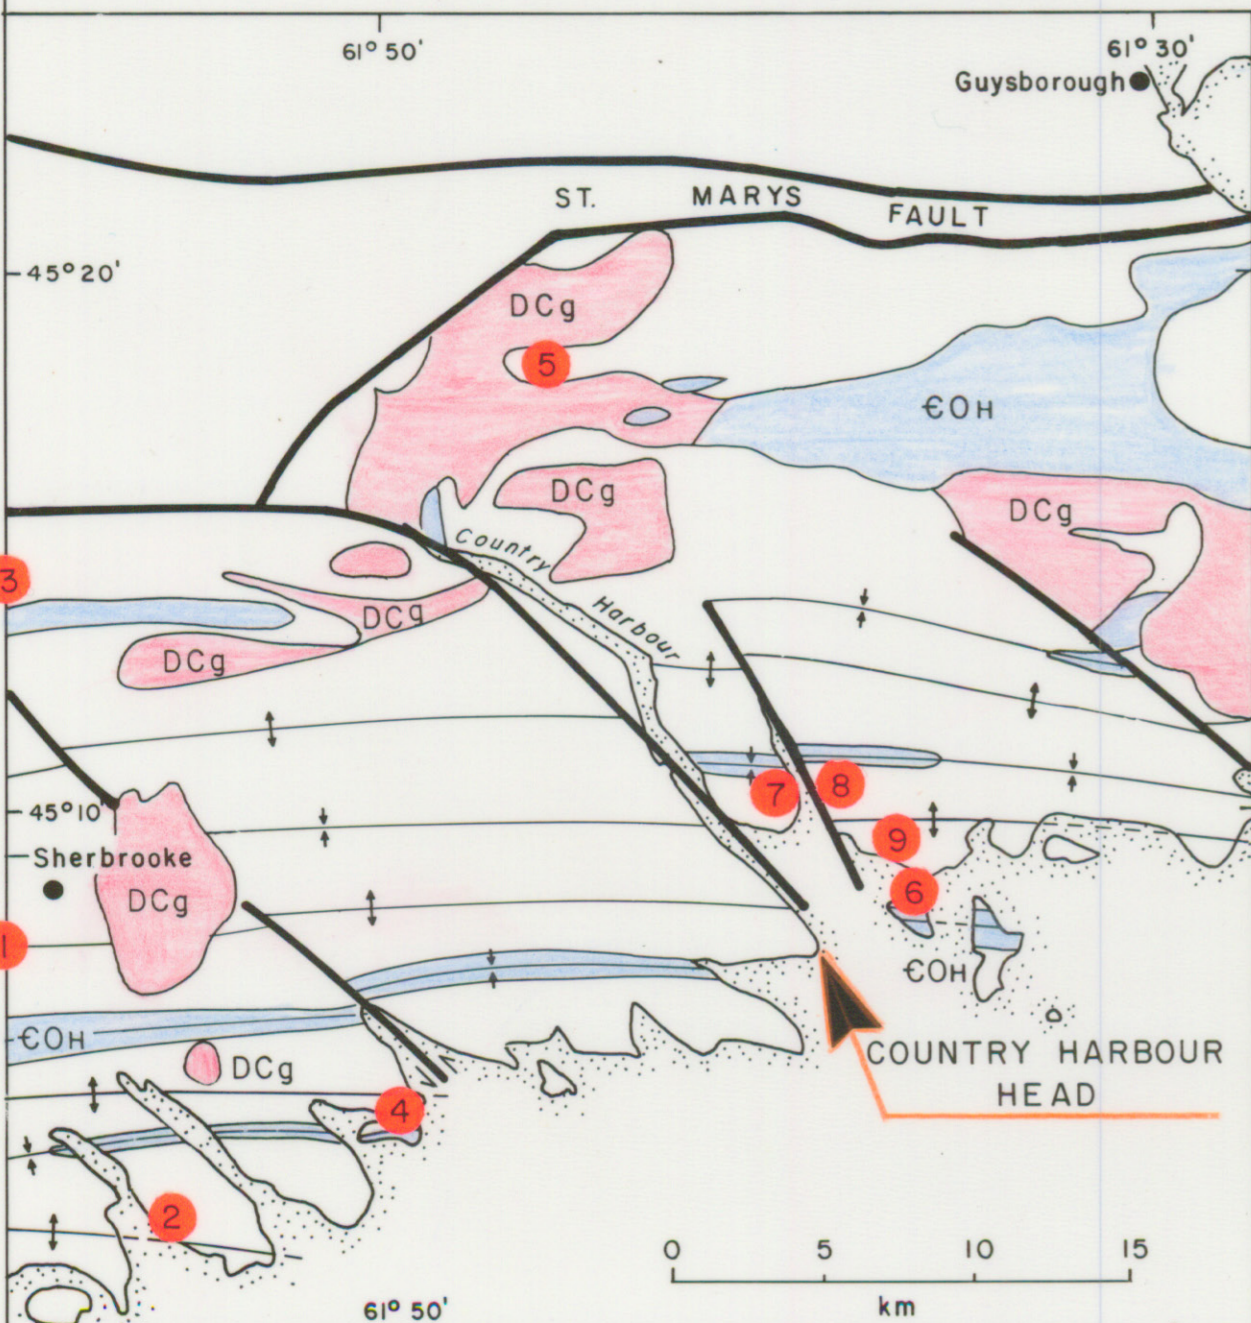 61° 50'
61° 30'
Guysborough
ST. MARYS FAULT
45° 20'
DCg
5
ЄOH
DCg
DCg
Country
Harbour
3
DCg
DCg
7
8
45° 10'
9
Sherbrooke
DCg
6
1
ЄOH
COUNTRY HARBOUR
HEAD
ЄOH
DCg
4
2
0 5 10 15
km
61° 50'